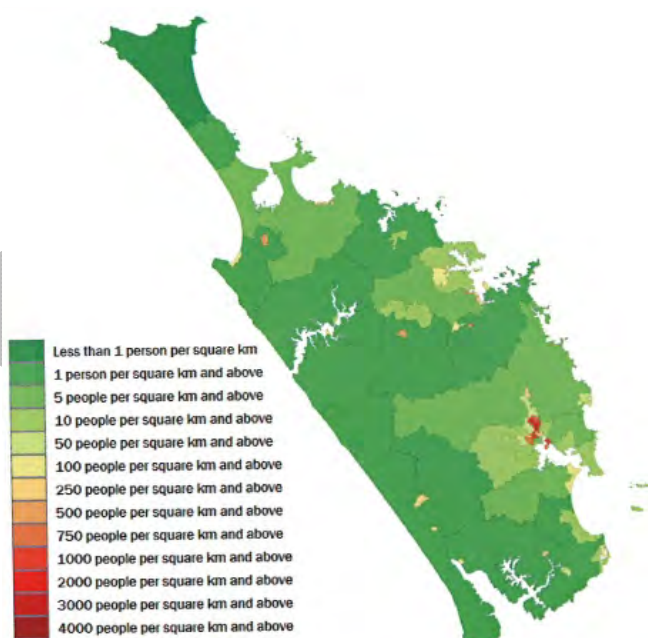 Less than 1 person per square km
1 person per square km and above
5 people per square km and above
10 people per square km and above
50 people per square km and above
100 people per square km and above
250 people per square km and above
500 people per square km and above
750 people per square km and above
1000 people per square km and above
2000 people per square km and above
3000 people per square km and above
4000 people per square km and above